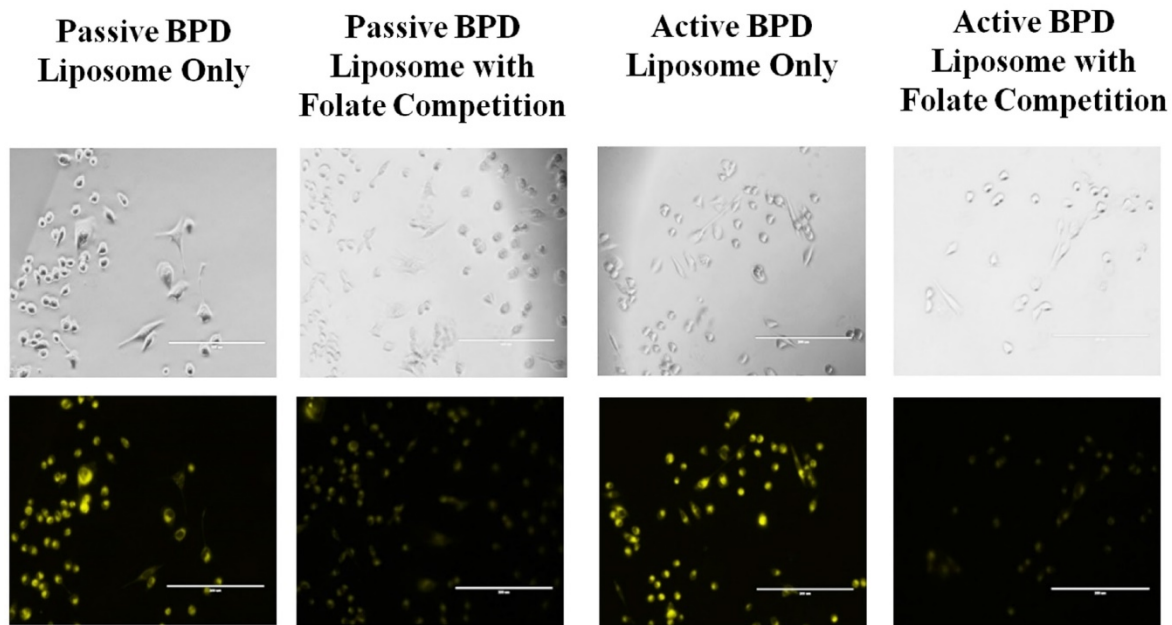 Passive BPD
Liposome Only
Passive BPD
Liposome with
Folate Competition
Active BPD
Liposome Only
Active BPD
Liposome with
Folate Competition